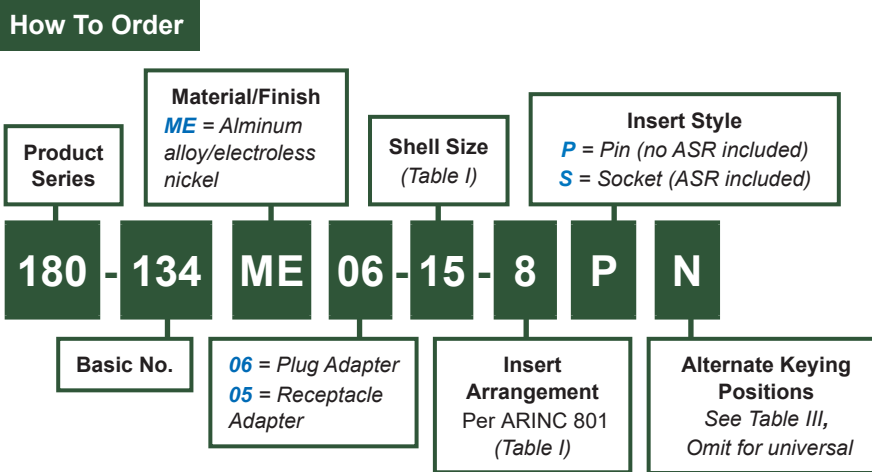 How To Order
Material/Finish
ME = Alminum
alloy/electroless
nickel
Insert Style
P = Pin (no ASR included)
S = Socket (ASR included)
Shell Size
(Table I)
Product
Series
180 - 134 ME 06 - 15 - 8 P N
Basic No.
06 = Plug Adapter
05 = Receptacle
Adapter
Insert
Arrangement
Per ARINC 801
(Table I)
Alternate Keying
Positions
See Table III,
Omit for universal